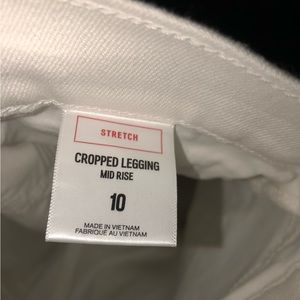 STRETCH
CROPPED LEGGING
MID RISE
10
MADE IN VIETNAM
FABRIQUÉ AU VIETNAM